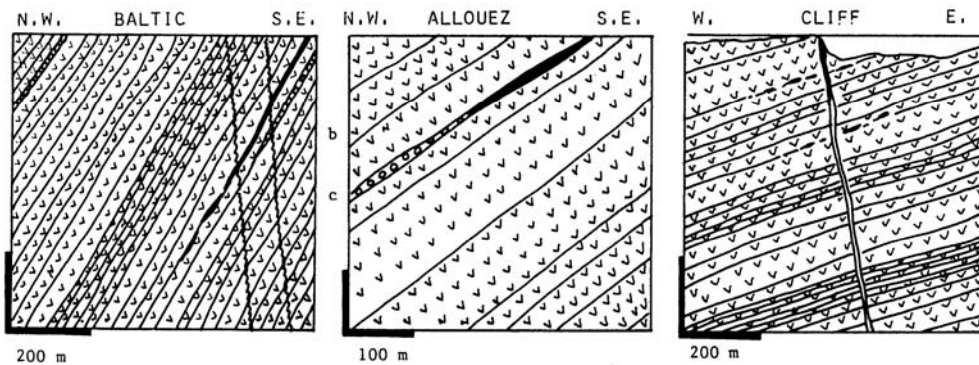 N.W. BALTIC S.E.
N.W. ALLOUEZ S.E.
W. CLIFF E.
b
c
200 m
100 m
200 m